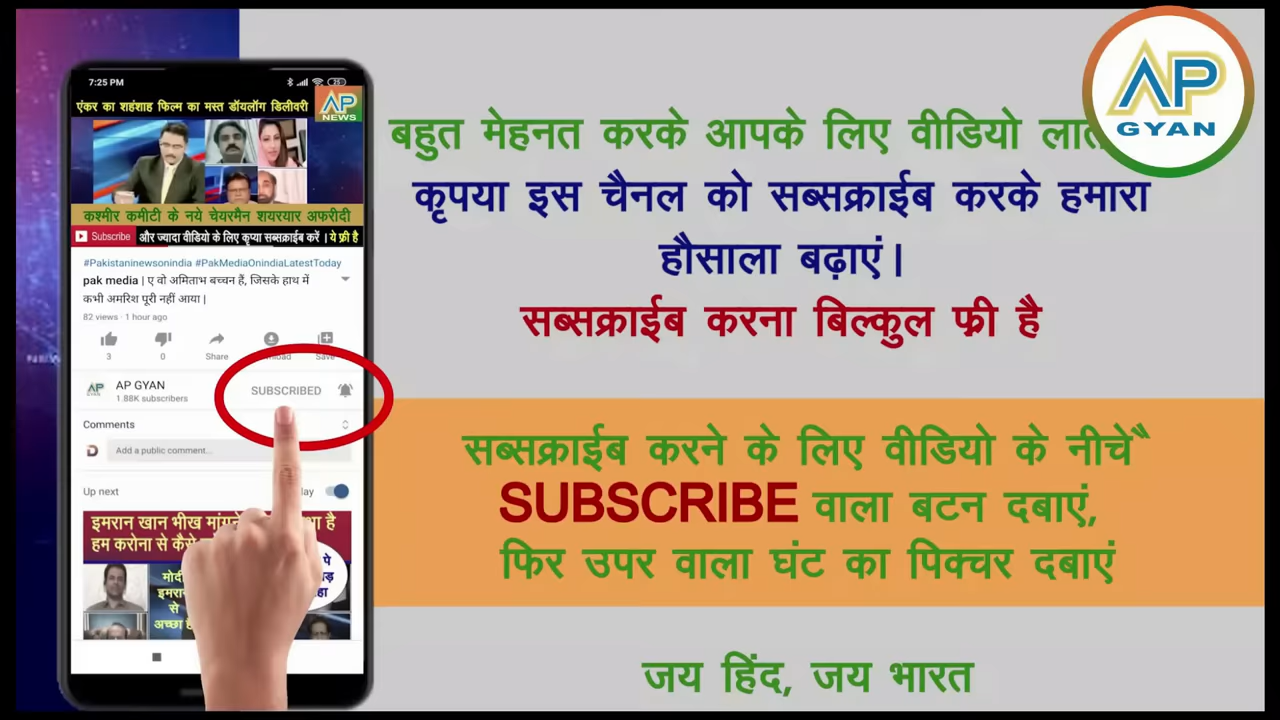 7:25 PM
एंकर का शहंशाह फिल्म का मस्त डॉयलॉग डिलीवरी
AP
NEWS
कश्मीर कमीटी के नये चेयरमैन शयरयार अफरीदी
Subscribe और ज्यादा वीडियो के लिए कृप्या सब्सक्राईब करें । ये फ्री है
#Pakistaninewsonindia #PakMediaOnindiaLatestToday
pak media | ए वो अमिताभ बच्चन हैं, जिसके हाथ में
कभी अमरिश पूरी नहीं आया |
82 views · 1 hour ago
3 0 Share Save
AP GYAN
1.88K subscribers
SUBSCRIBED
Comments
Add a public comment...
Up next
इमरान खान भीख है
हम करोना से कैसे
मोदी
से
अच्छा
AP
GYAN
बहुत मेहनत करके आपके लिए वीडियो
कृपया इस चैनल को सब्सक्राईब करके हमारा
हौसाला बढ़ाएं।
सब्सक्राईब करना बिल्कुल फ्री है
सब्सक्राईब करने के लिए वीडियो के नीचे"
SUBSCRIBE वाला बटन दबाएं,
फिर उपर वाला घंट का पिक्चर दबाएं
जय हिंद, जय भारत